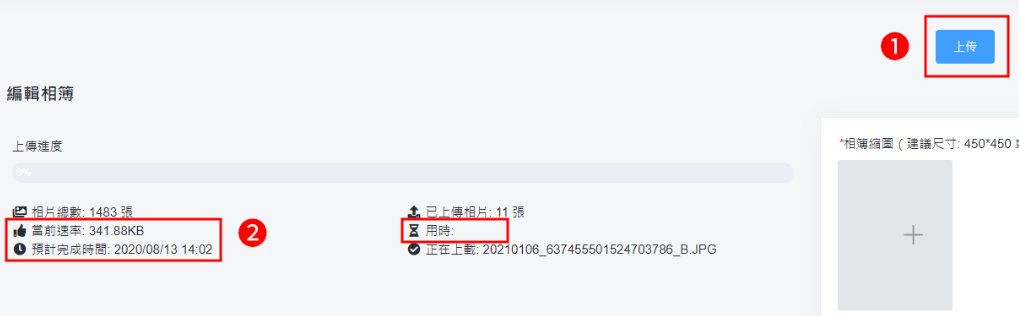 1
上传
編輯相簿
上傳進度
*相簿縮圖 ( 建議尺寸: 450*450
0%
相片總數: 1483 張
已上傳相片: 11 張
當前速率: 341.88KB
2
用時:
預計完成時間: 2020/08/13 14:02
正在上載: 20210106_637455501524703786_B.JPG